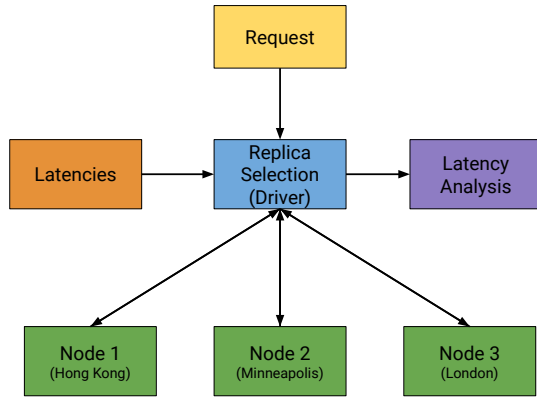 Request
Latencies
Replica
Selection
(Driver)
Latency
Analysis
Node 1
(Hong Kong)
Node 2
(Minneapolis)
Node 3
(London)